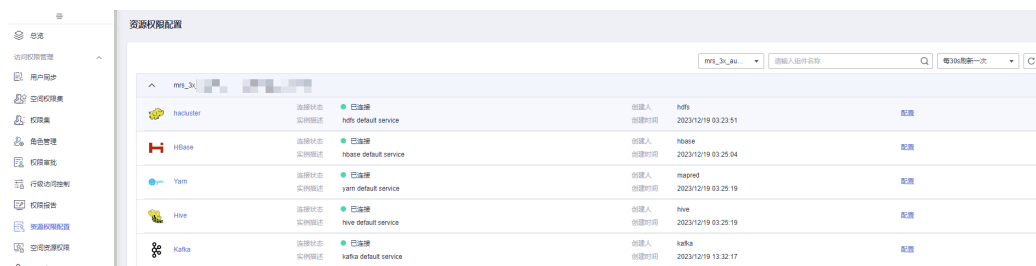 资源权限配置
总览
访问权限管理
用户同步
空间权限集
权限集
角色管理
权限审批
行级访问控制
权限报告
资源权限配置
空间资源权限
mrs_3x_au... 请输入组件名称 每30s刷新一次
mrs_3x_
hacluster 连接状态 已连接 创建人 hdfs 配置
实例描述 hdfs default service 创建时间 2023/12/19 03:23:51
HBase 连接状态 已连接 创建人 hbase 配置
实例描述 hbase default service 创建时间 2023/12/19 03:25:04
Yarn 连接状态 已连接 创建人 mapred 配置
实例描述 yarn default service 创建时间 2023/12/19 03:25:19
Hive 连接状态 已连接 创建人 hive 配置
实例描述 hive default service 创建时间 2023/12/19 03:25:19
Kafka 连接状态 已连接 创建人 kafka 配置
实例描述 kafka default service 创建时间 2023/12/19 13:32:17